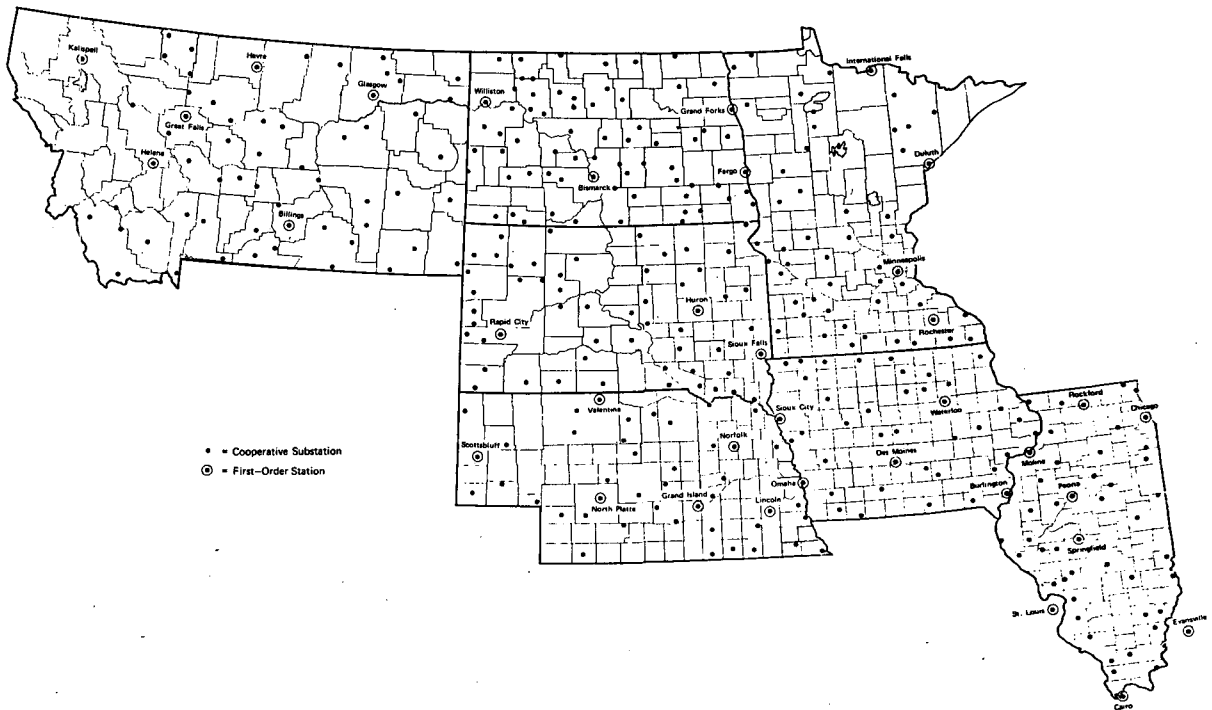 Kalispell
Havre
Glasgow
Great Falls
Helena
Billings
Williston
Grand Forks
Bismarck
Fargo
International Falls
Duluth
Minneapolis
Rochester
Huron
Rapid City
Sioux Falls
Valentine
Scottsbluff
Norfolk
North Platte
Grand Island
Lincoln
Omaha
Sioux City
Waterloo
Des Moines
Burlington
Moline
Rockford
Chicago
Peoria
Springfield
St. Louis
Evansville
Cairo
• = Cooperative Substation
= First-Order Station